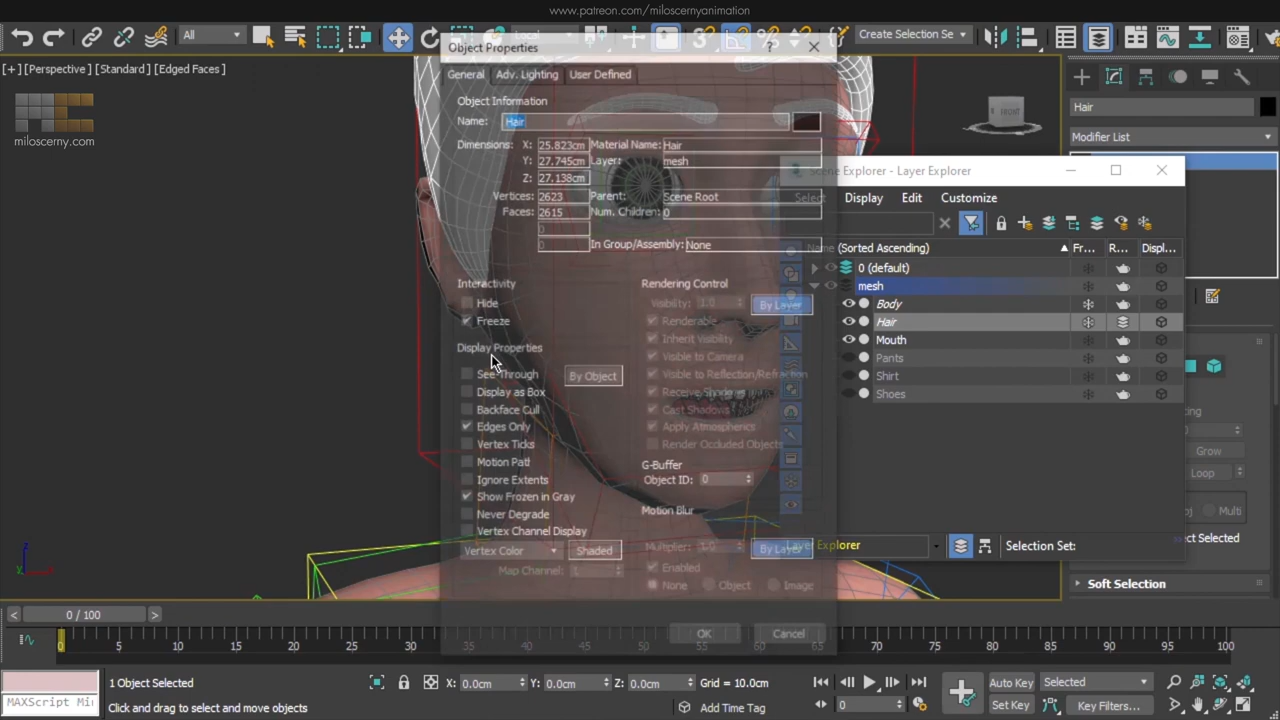 www.patreon.com/miloscernyanimation
All
Local
Create Selection Se
[+] [Perspective] [Standard] [Edged Faces]
miloscerny.com
FRONT
Object Properties
? 
General
Adv. Lighting
User Defined
Object Information
Name: Hair
Dimensions: X: 25.823cm
Material Name: Hair
Y: 27.745cm
Layer: mesh
Z: 27.138cm
Vertices: 2623
Parent: Scene Root
Faces: 2615
Num. Children: 0
0
0
In Group/Assembly: None
Interactivity
Hide
Freeze
Display Properties
See-Through
By Object
Display as Box
Backface Cull
Edges Only
Vertex Ticks
Motion Path
Ignore Extents
Show Frozen in Gray
Never Degrade
Vertex Channel Display
Vertex Color
Shaded
Map Channel:
Rendering Control
Visibility: 1.0
By Layer
Renderable
Inherit Visibility
Visible to Camera
Visible to Reflection/Refraction
Receive Shadows
Cast Shadows
Apply Atmospherics
Render Occluded Objects
G-Buffer
Object ID: 0
Motion Blur
Multiplier: 1.0
By Layer
Enabled
None
Object
Image
OK
Cancel
Scene Explorer - Layer Explorer
Select
Display
Edit
Customize
Name (Sorted Ascending)
Fr...
R...
Displ...
0 (default)
mesh
Body
Hair
Mouth
Pants
Shirt
Shoes
Layer Explorer
Selection Set:
Hair
Modifier List
Grow
Loop
Multi
ct Selected
Soft Selection
0 / 100
0
5
10
15
20
25
30
35
40
45
50
55
60
65
70
75
80
85
90
95
100
MAXScript Mi
1 Object Selected
Click and drag to select and move objects
X: 0.0cm
Y: 0.0cm
Z: 0.0cm
Grid = 10.0cm
Add Time Tag
0
Auto Key
Selected
Set Key
Key Filters...